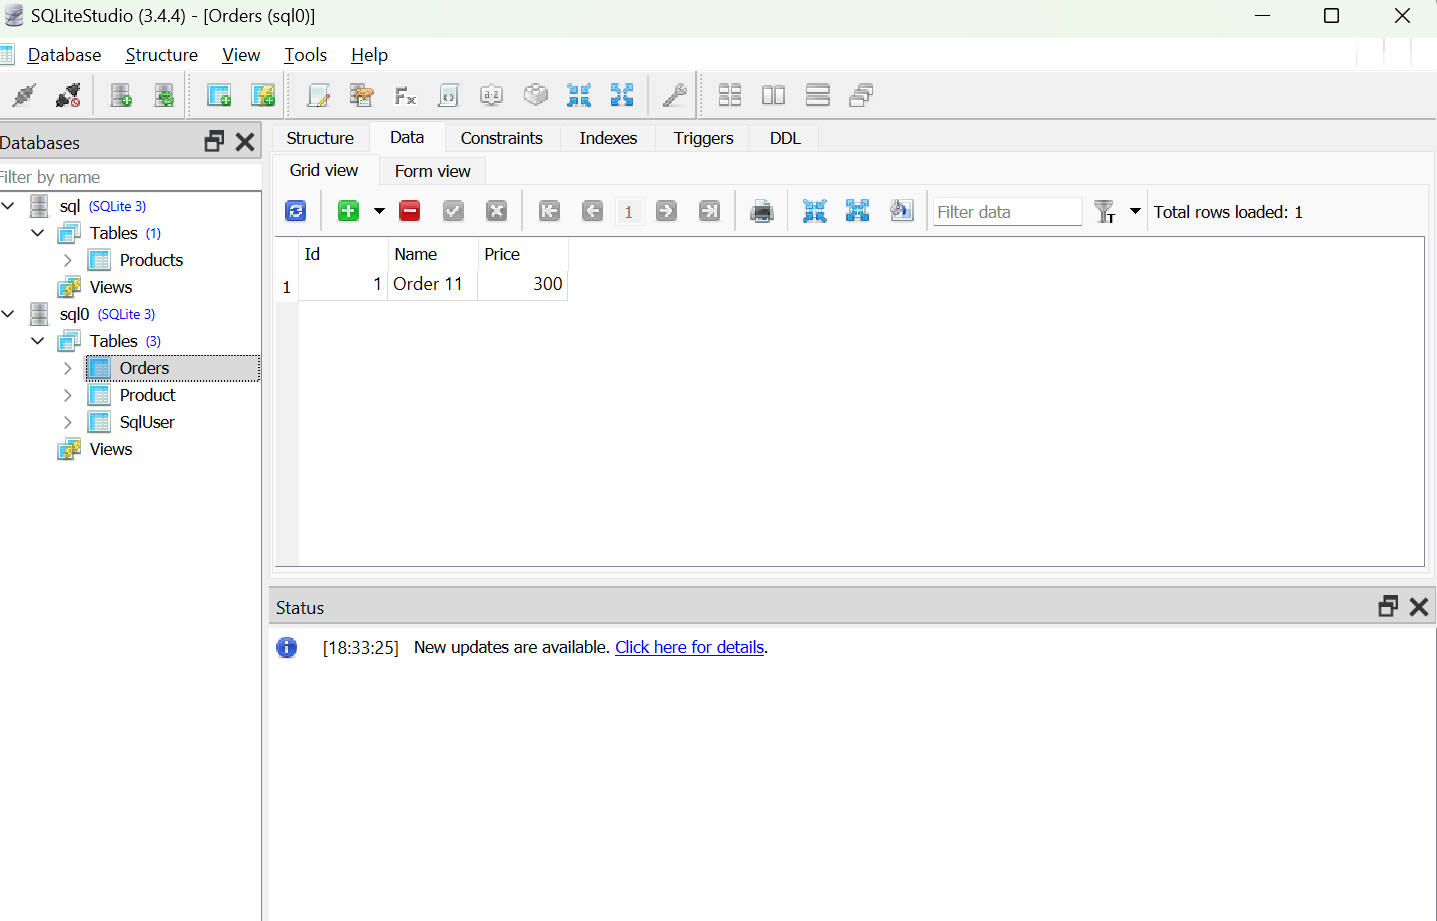 SQLiteStudio (3.4.4) - [Orders (sql0)]
Database Structure View Tools Help
Databases
Filter by name
sql (SQLite 3)
Tables (1)
Products
Views
sql0 (SQLite 3)
Tables (3)
Orders
Product
SqlUser
Views
Structure Data Constraints Indexes Triggers DDL
Grid view Form view
1 Filter data T Total rows loaded: 1
Id Name Price
1 1 Order 11 300
Status
[18:33:25] New updates are available. Click here for details.